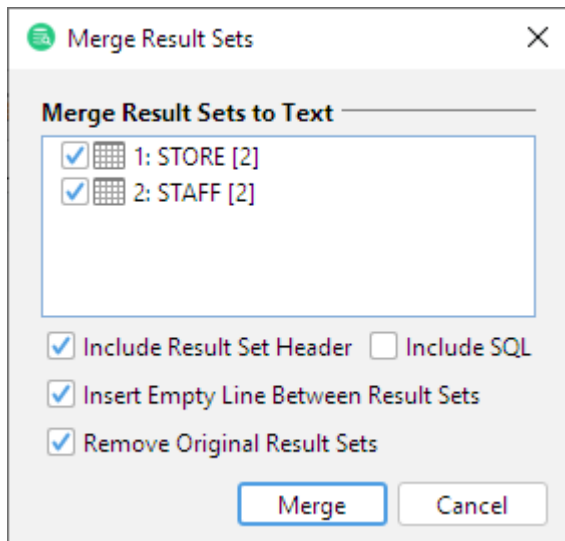 Merge Result Sets
Merge Result Sets to Text
1: STORE [2]
2: STAFF [2]
Include Result Set Header Include SQL
Insert Empty Line Between Result Sets
Remove Original Result Sets
Merge Cancel